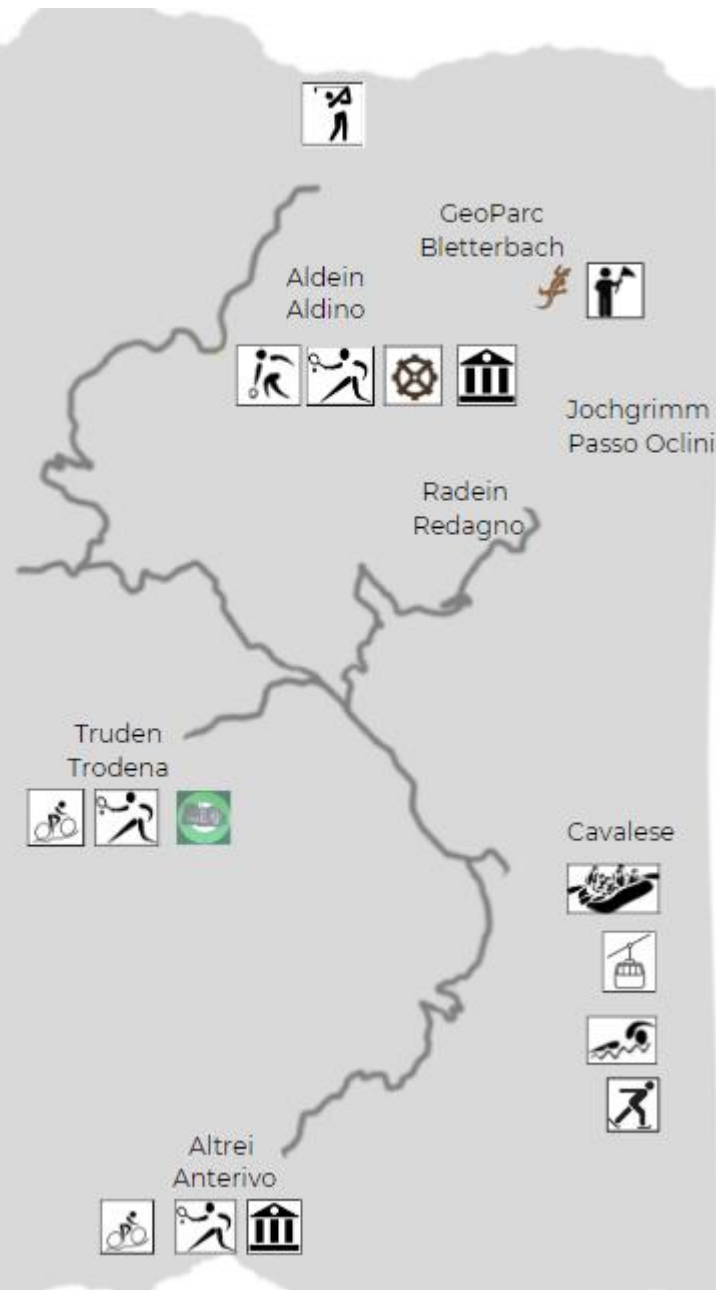 GeoParc
Bletterbach
Aldein
Aldino
Jochgrimm
Passo Oclini
Radein
Redagno
Truden
Trodena
Cavalese
Altrei
Anterivo